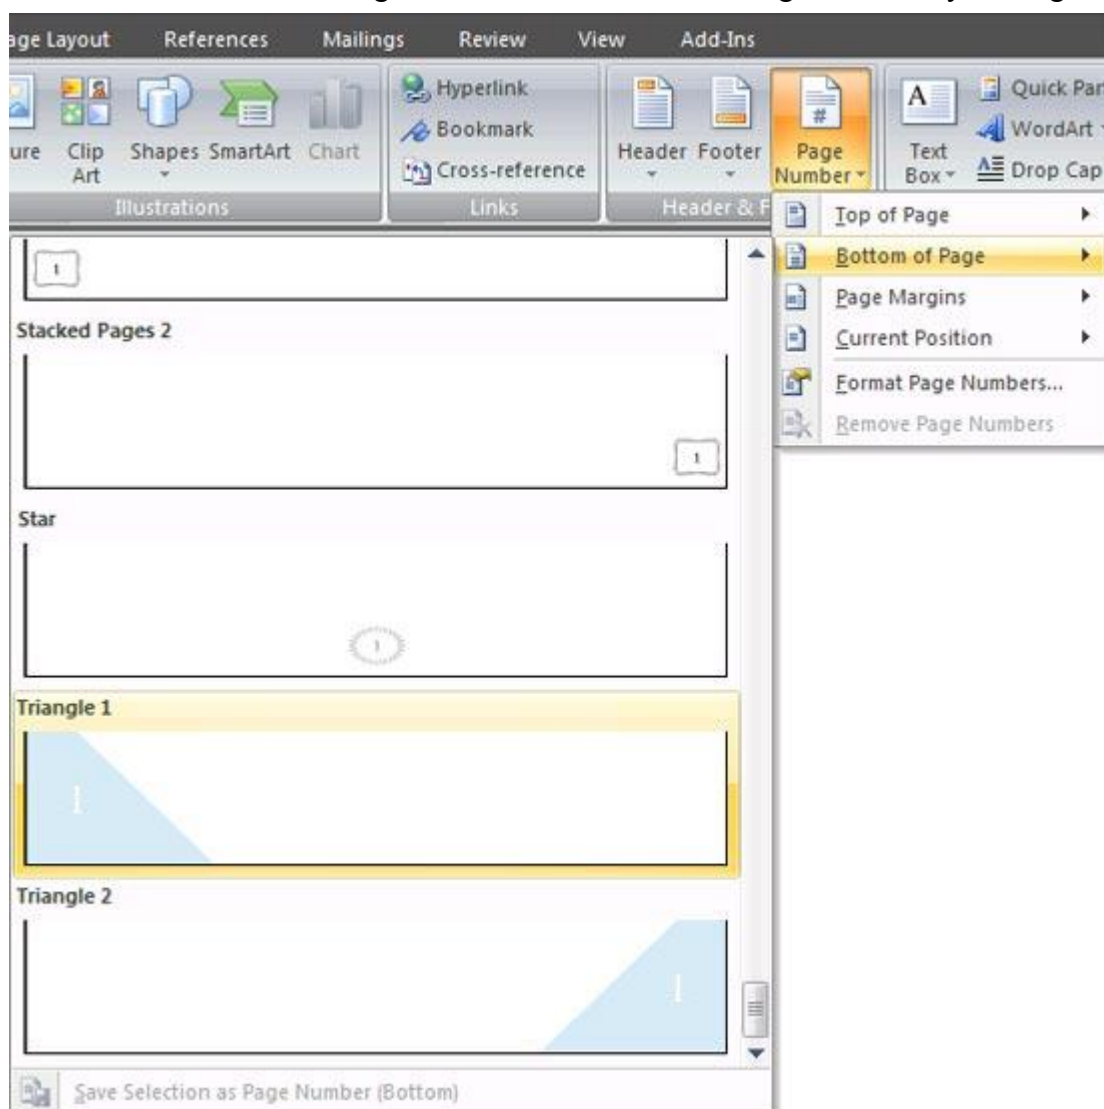 age Layout References Mailings Review View Add-Ins
Hyperlink
Bookmark
Cross-reference
ure Clip Art Shapes SmartArt Chart
Header Footer Page Number
#
A
Text Box
Quick Par
WordArt
Drop Cap
Illustrations Links Header & F
Top of Page
Bottom of Page
Page Margins
Current Position
Format Page Numbers...
Remove Page Numbers
1
Stacked Pages 2
1
Star
1
Triangle 1
1
Triangle 2
1
Save Selection as Page Number (Bottom)